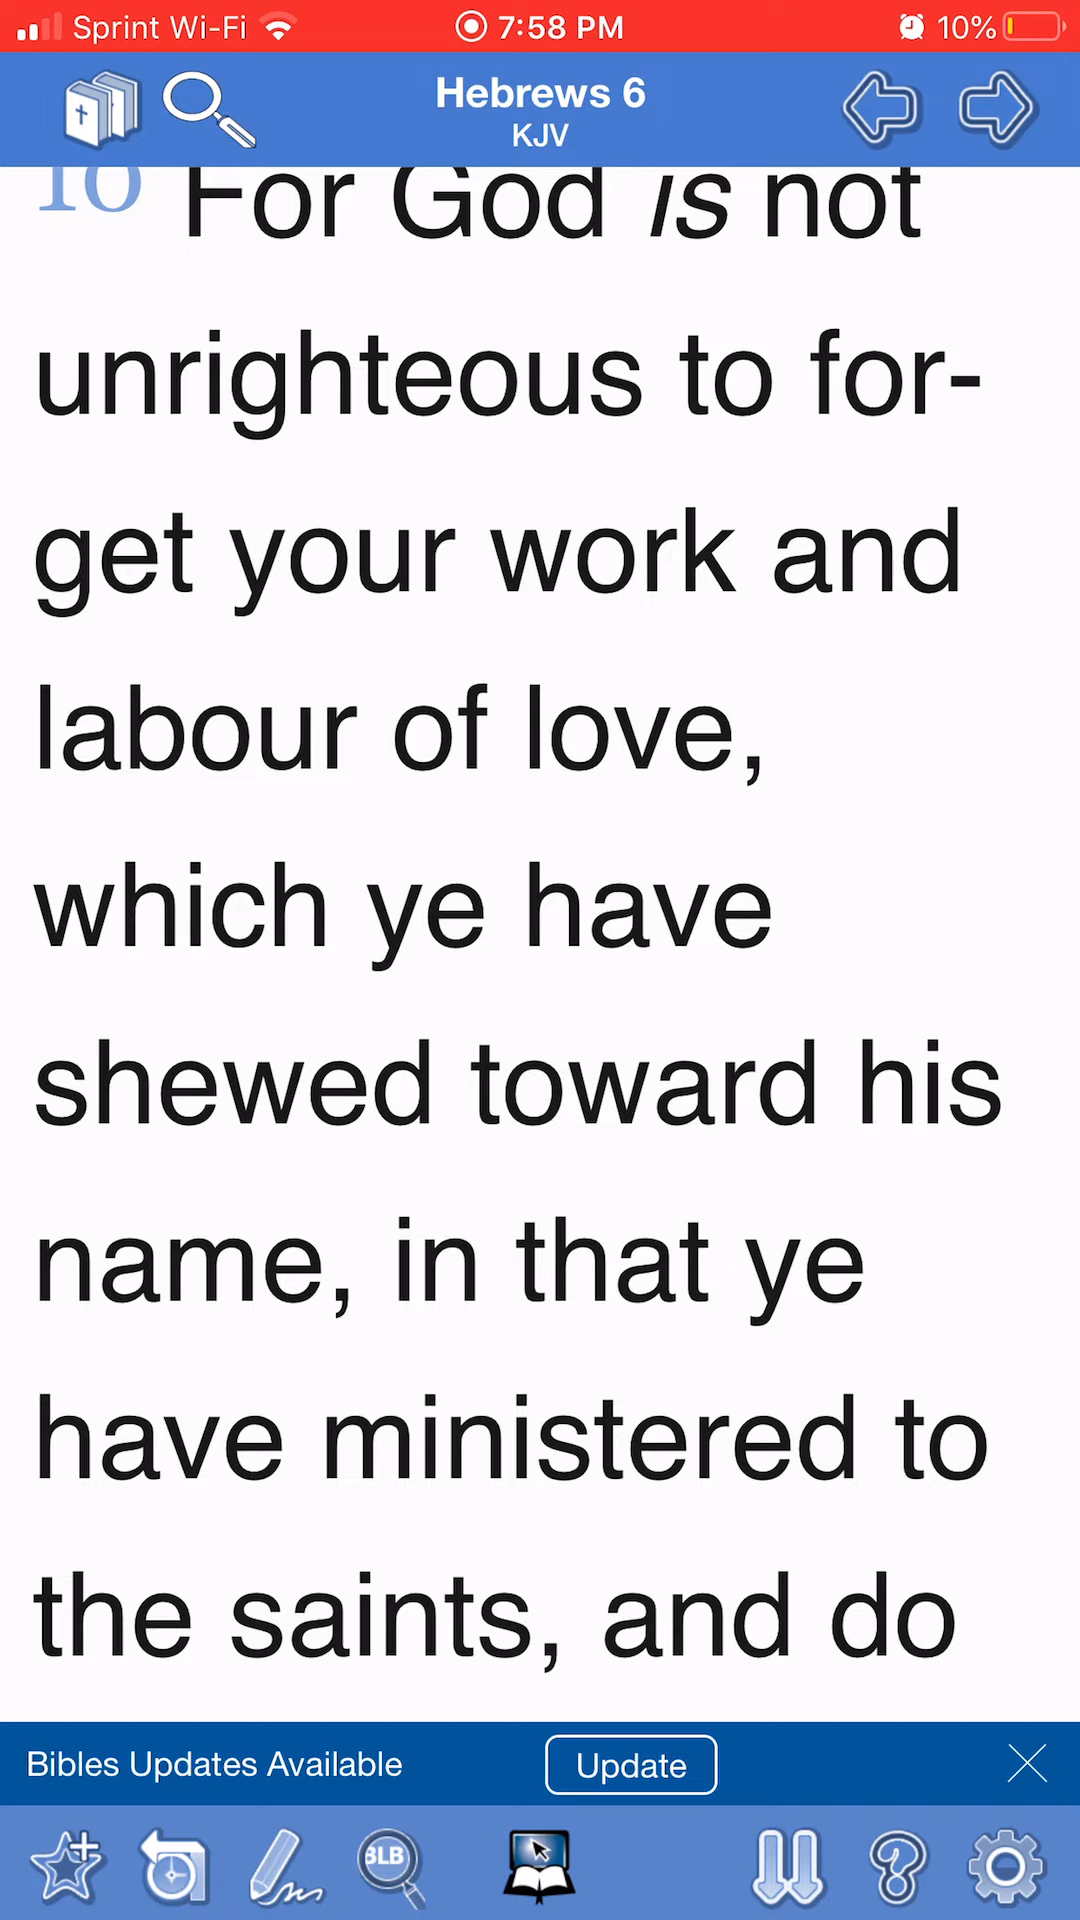 Sprint Wi-Fi 7:58 PM 10%
Hebrews 6
KJV
10 For God is not
unrighteous to for-
get your work and
labour of love,
which ye have
shewed toward his
name, in that ye
have ministered to
the saints, and do
Bibles Updates Available Update
BLB